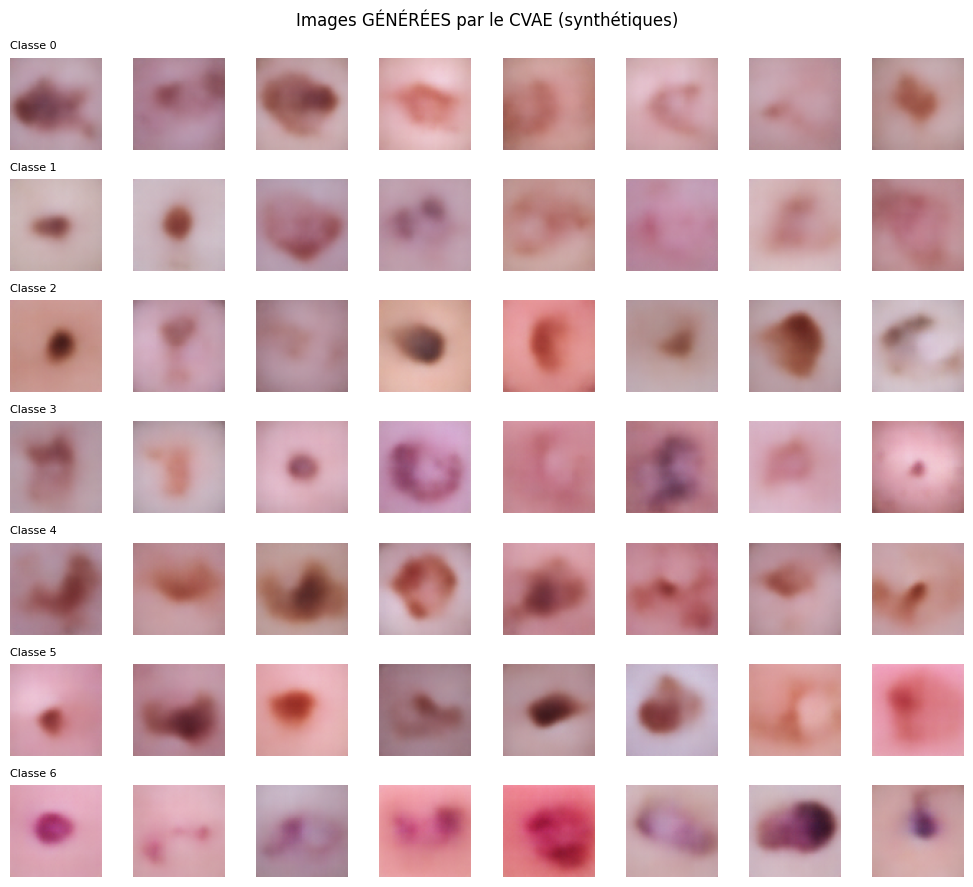 Images GÉNÉRÉES par le CVAE (synthétiques)
Classe 0
Classe 1
Classe 2
Classe 3
Classe 4
Classe 5
Classe 6